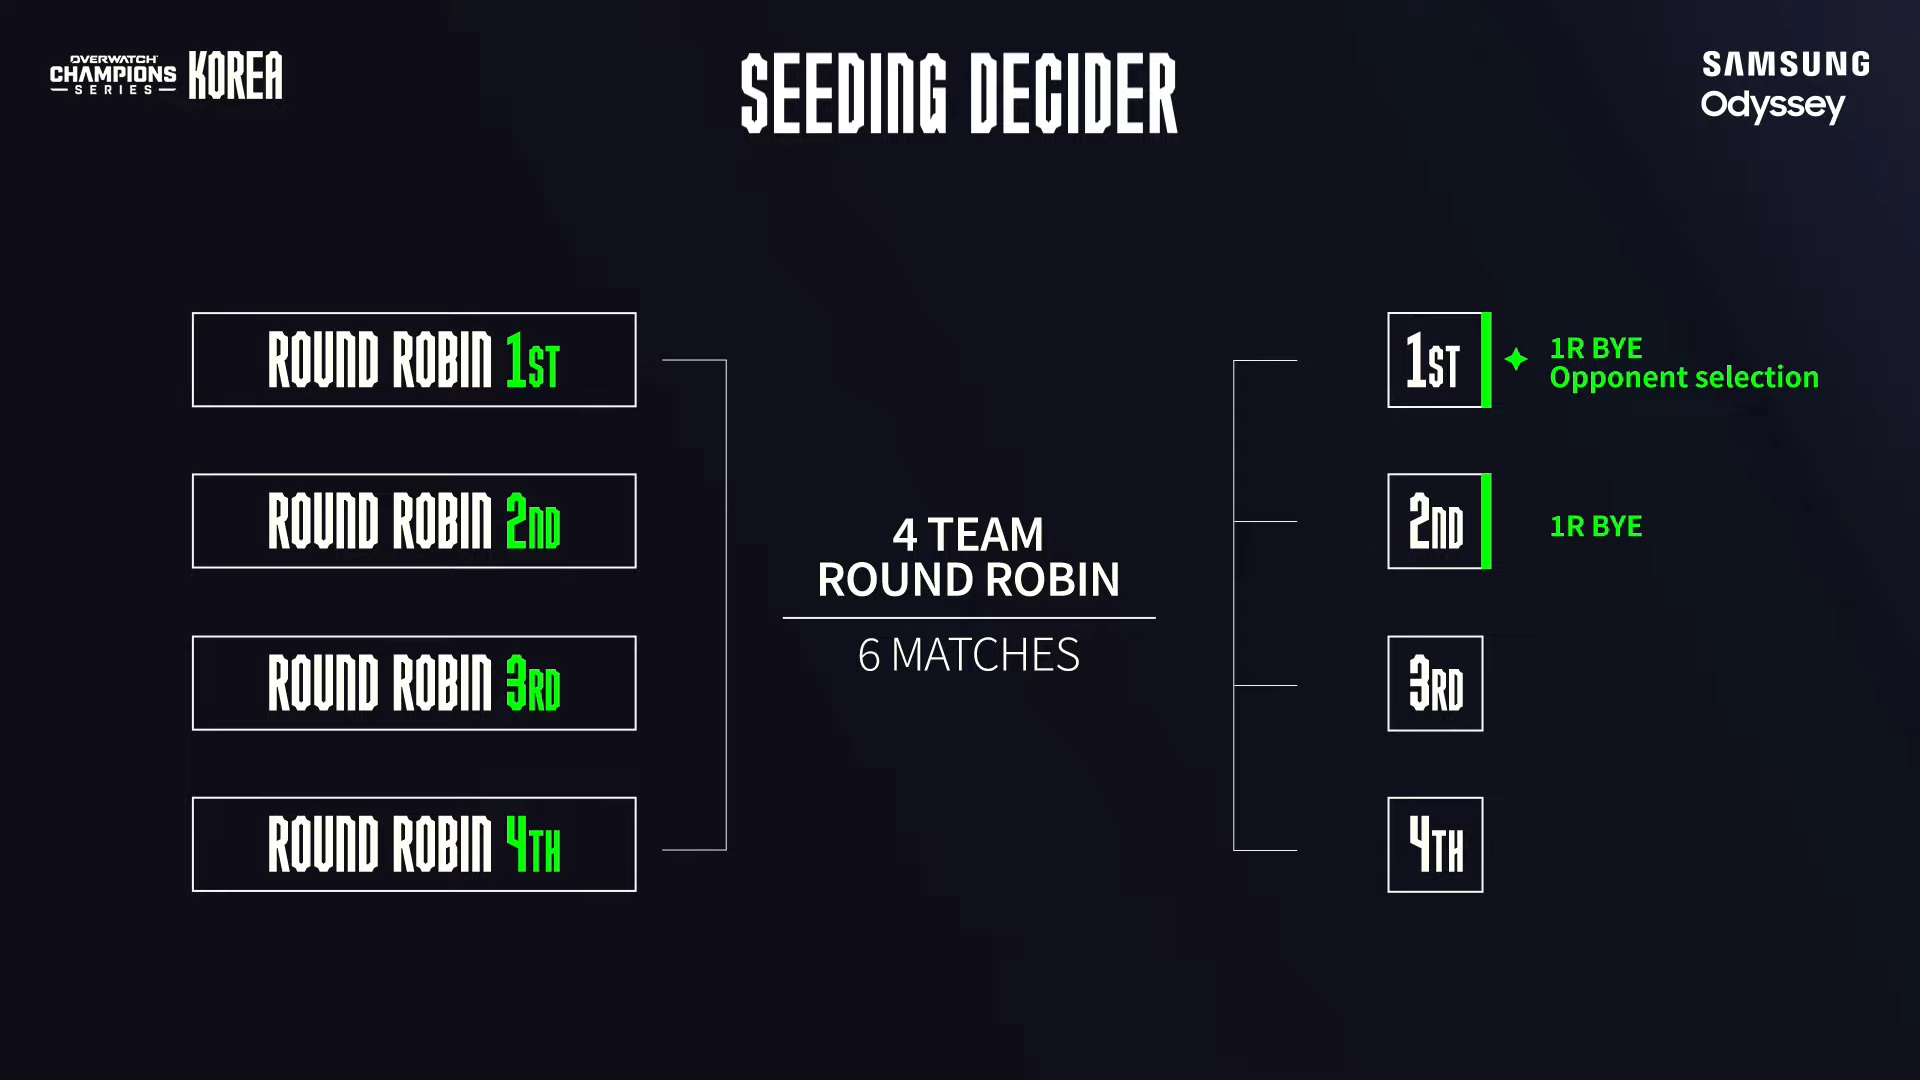 OVERWATCH
CHAMPIONS
SERIES
KOREA
SEEDING DECIDER
SAMSUNG
Odyssey
ROUND ROBIN 1ST
ROUND ROBIN 2ND
ROUND ROBIN 3RD
ROUND ROBIN 4TH
4 TEAM
ROUND ROBIN
6 MATCHES
1ST
1R BYE
Opponent selection
2ND
1R BYE
3RD
4TH